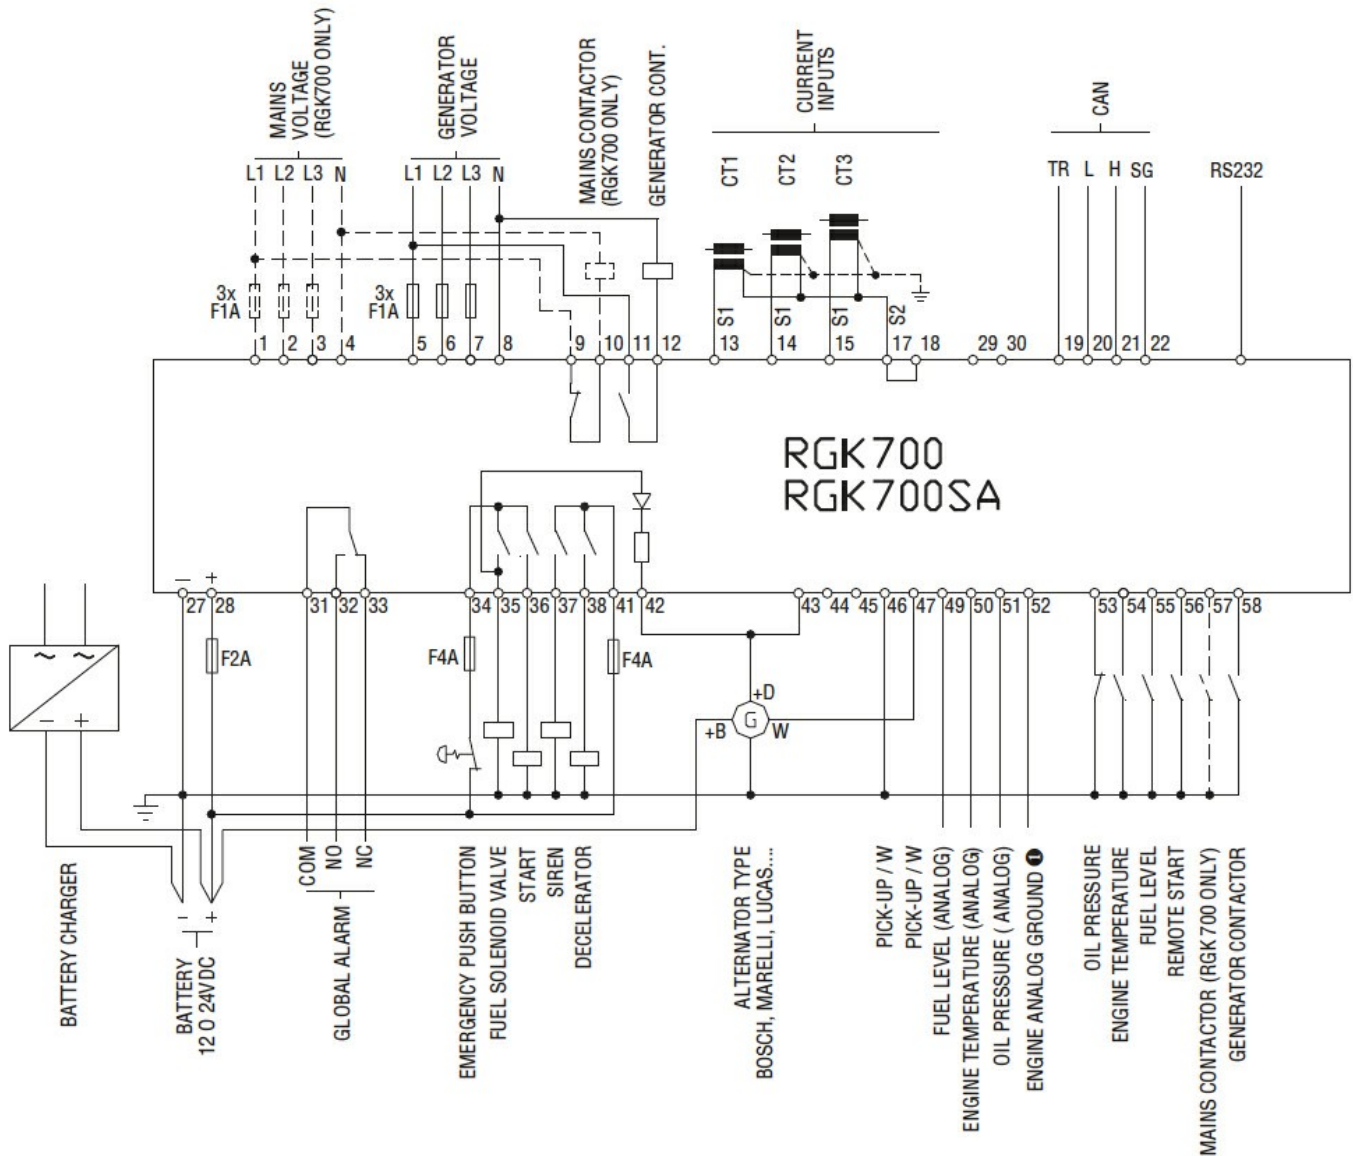 MAINS
VOLTAGE
(RGK700 ONLY)
GENERATOR
VOLTAGE
MAINS CONTACTOR
(RGK700 ONLY)
GENERATOR CONT.
CURRENT
INPUTS
CAN
L1 L2 L3 N
L1 L2 L3 N
CT1
CT2
CT3
TR L H SG
RS232
3x
F1A
3x
F1A
S1
S1
S1
S2
1 2 3 4 5 6 7 8 9 10 11 12 13 14 15 17 18 29 30 19 20 21 22
RGK700
RGK700SA
– +
27 28 31 32 33 34 35 36 37 38 41 42 43 44 45 46 47 49 50 51 52 53 54 55 56 57 58
~ ~
– +
F2A
F4A
F4A
+D
+B
G
W
COM
NO
NC
– +
BATTERY CHARGER
BATTERY
12 O 24VDC
GLOBAL ALARM
EMERGENCY PUSH BUTTON
FUEL SOLENOID VALVE
START
SIREN
DECELERATOR
ALTERNATOR TYPE
BOSCH, MARELLI, LUCAS....
PICK-UP / W
PICK-UP / W
FUEL LEVEL (ANALOG)
ENGINE TEMPERATURE (ANALOG)
OIL PRESSURE ( ANALOG)
ENGINE ANALOG GROUND ❶
OIL PRESSURE
ENGINE TEMPERATURE
FUEL LEVEL
REMOTE START
MAINS CONTACTOR (RGK700 ONLY)
GENERATOR CONTACTOR